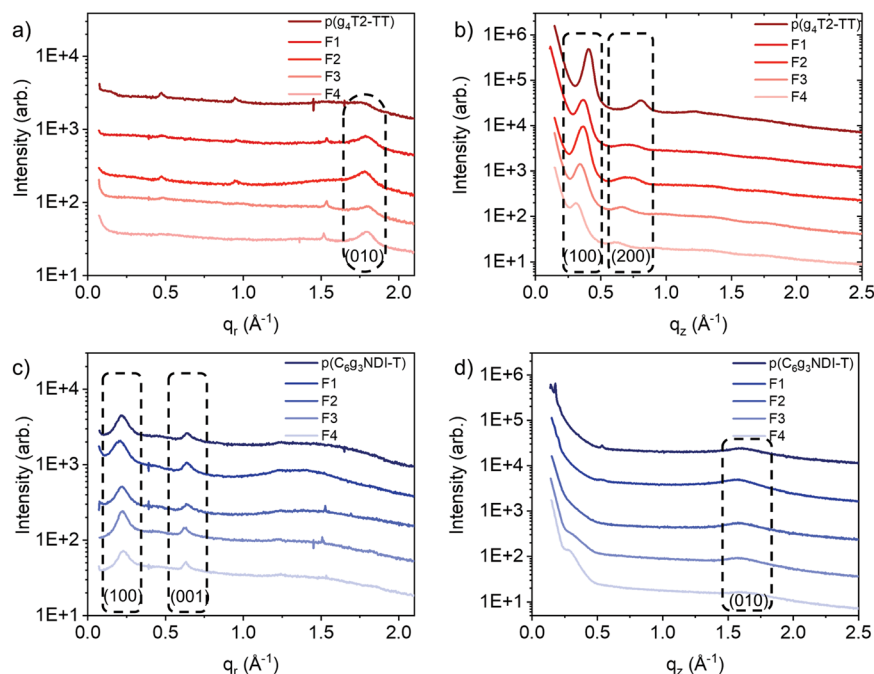 a)
1E+4
1E+3
1E+2
1E+1
Intensity (arb.)
p(g₄T2-TT)
F1
F2
F3
F4
(010)
0.0 0.5 1.0 1.5 2.0
qᵣ (Å⁻¹)
b)
1E+6
1E+5
1E+4
1E+3
1E+2
1E+1
Intensity (arb.)
p(g₄T2-TT)
F1
F2
F3
F4
(100) (200)
0.0 0.5 1.0 1.5 2.0 2.5
q_z (Å⁻¹)
c)
1E+4
1E+3
1E+2
1E+1
Intensity (arb.)
p(C₆g₃NDI-T)
F1
F2
F3
F4
(100) (001)
0.0 0.5 1.0 1.5 2.0
qᵣ (Å⁻¹)
d)
1E+6
1E+5
1E+4
1E+3
1E+2
1E+1
Intensity (arb.)
p(C₆g₃NDI-T)
F1
F2
F3
F4
(010)
0.0 0.5 1.0 1.5 2.0 2.5
q_z (Å⁻¹)